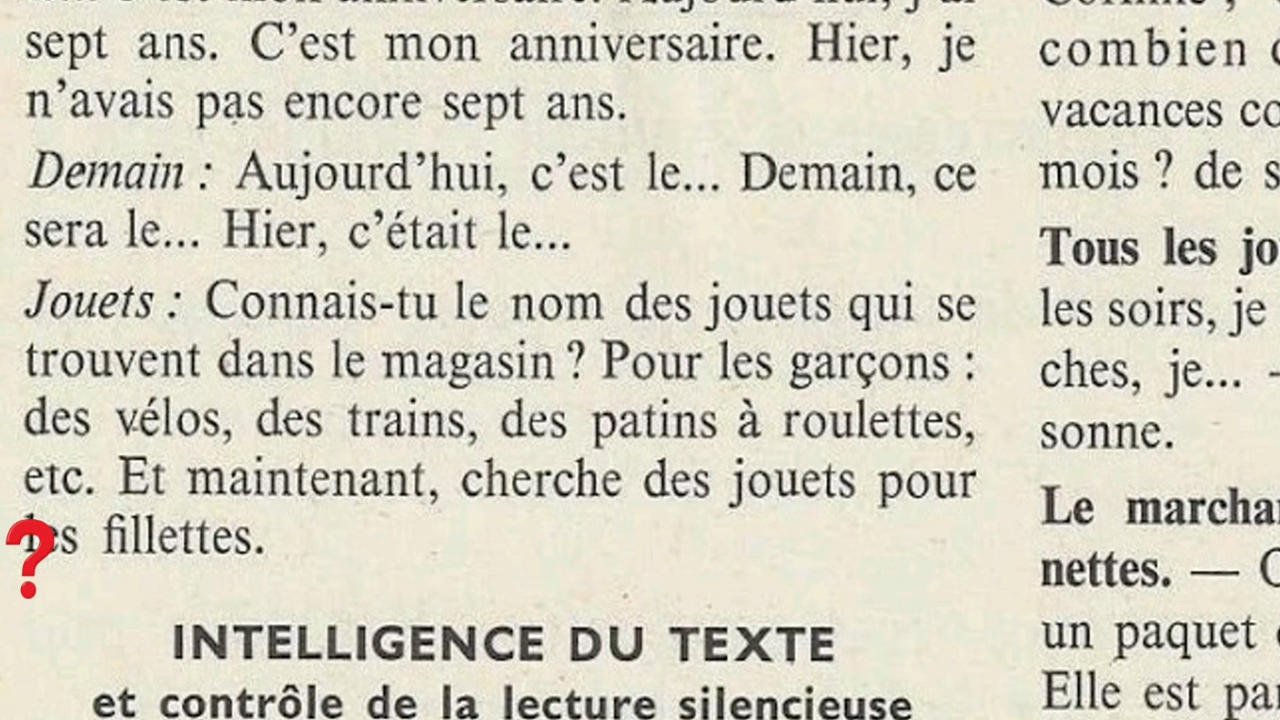 sept ans. C'est mon anniversaire. Hier, je
n'avais pas encore sept ans.
Demain : Aujourd'hui, c'est le... Demain, ce
sera le... Hier, c'était le...
Jouets : Connais-tu le nom des jouets qui se
trouvent dans le magasin ? Pour les garçons :
des vélos, des trains, des patins à roulettes,
etc. Et maintenant, cherche des jouets pour
les fillettes.
INTELLIGENCE DU TEXTE
et contrôle de la lecture silencieuse
combien
vacances
mois ? de
Tous les
les soirs, je
ches, je...
sonne.
Le
nettes. —
un paquet
Elle est